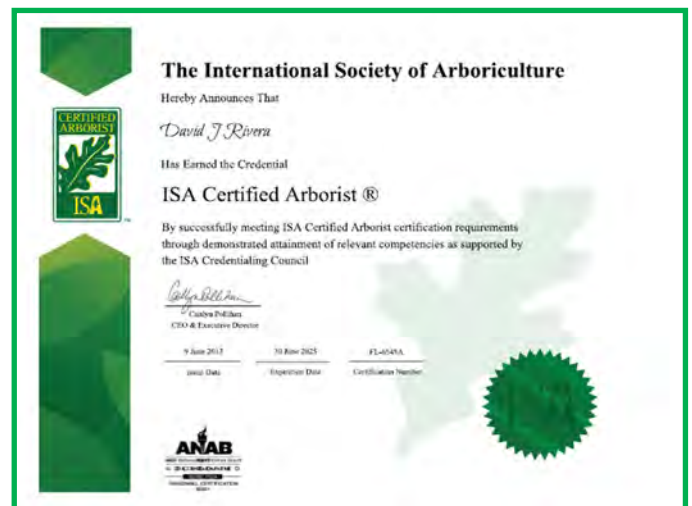 The International Society of Arboriculture
Hereby Announces That
CERTIFIED
ARBORIST
ISA
David J Rivera
Has Earned the Credential
ISA Certified Arborist ®
By successfully meeting ISA Certified Arborist certification requirements
through demonstrated attainment of relevant competencies as supported by
the ISA Credentialing Council
Caitlyn Pollihan
CEO & Executive Director
30 June 2025
Issue Date Expiration Date Certification Number
ANAB